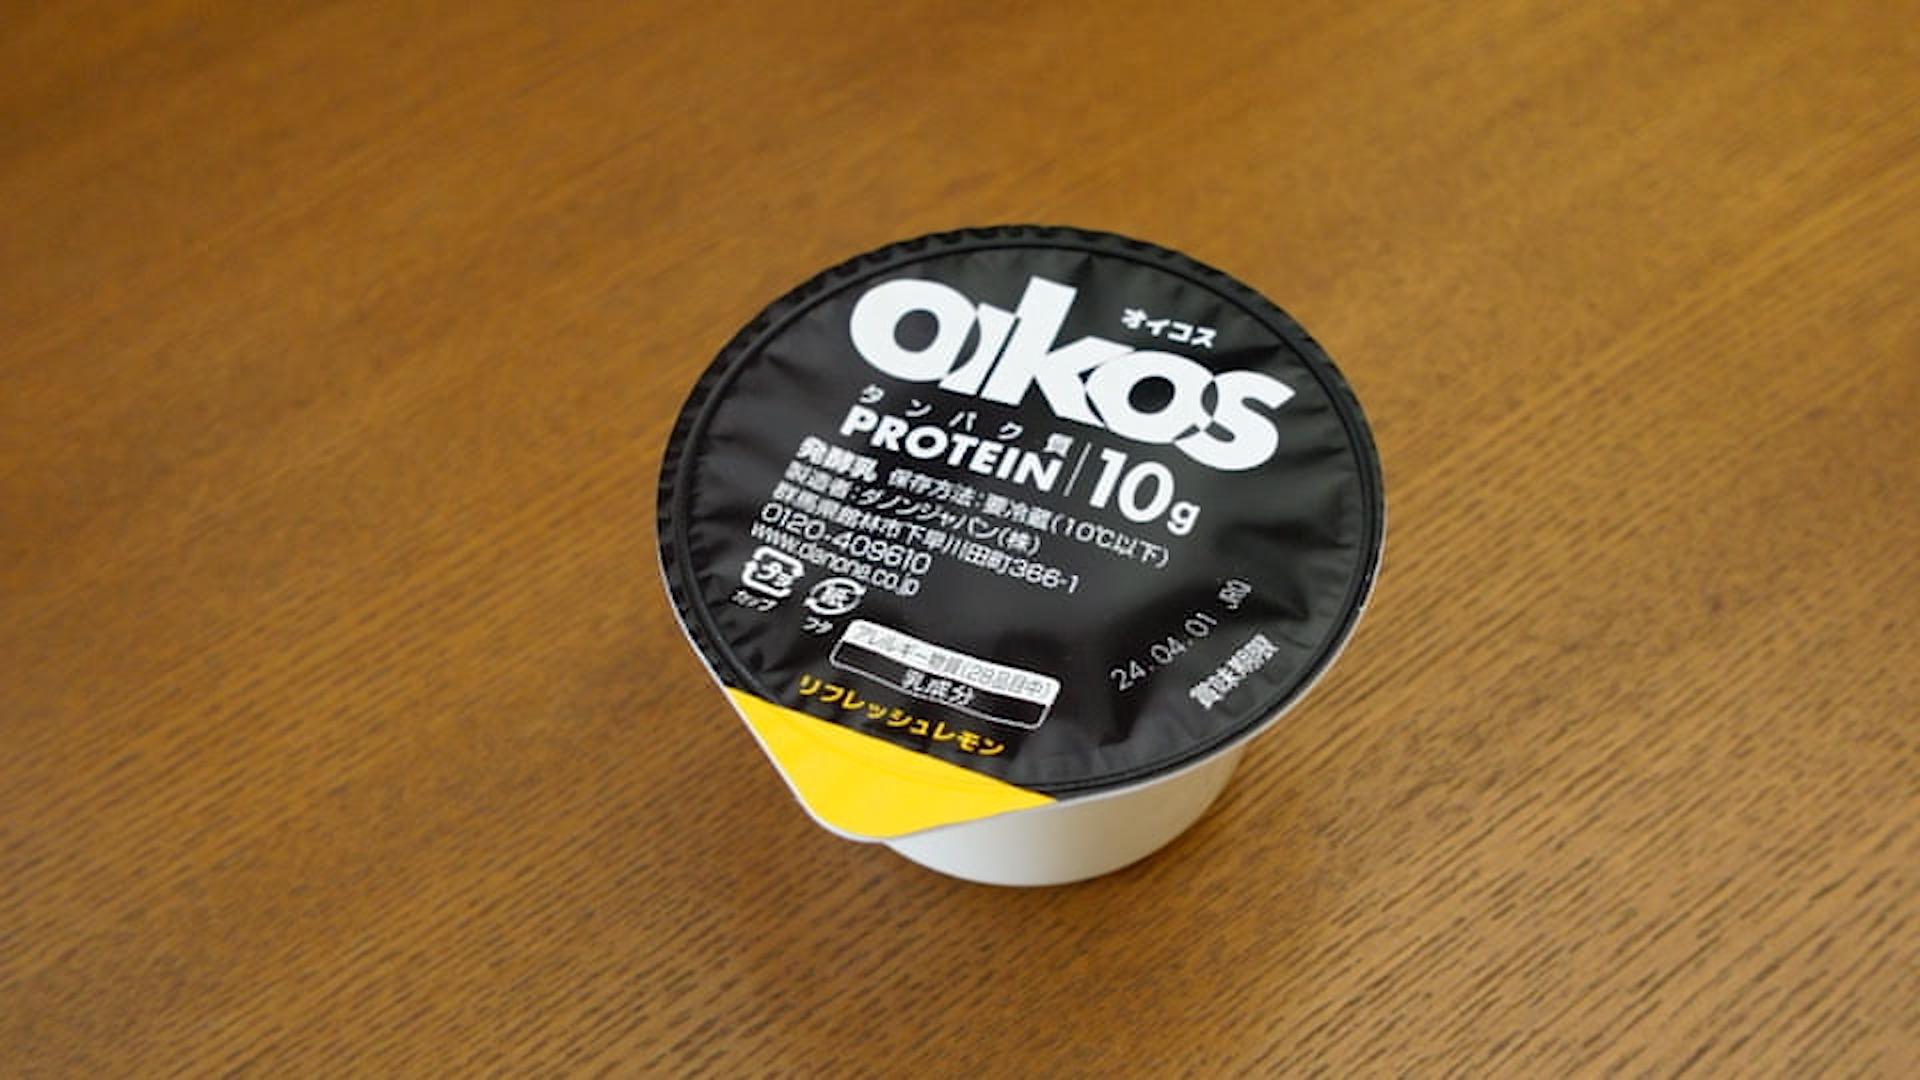 oikos
オイコス
タンパク質
PROTEIN 10g
発酵乳 保存方法:要冷蔵(10℃以下)
製造者:ダノンジャパン(株)
群馬県館林市下早川田町366-1
0120-409610
www.danone.co.jp
プラ
カップ
紙
フタ
アレルギー物質(28品目中)
乳成分
リフレッシュレモン
24.04.01
賞味期限